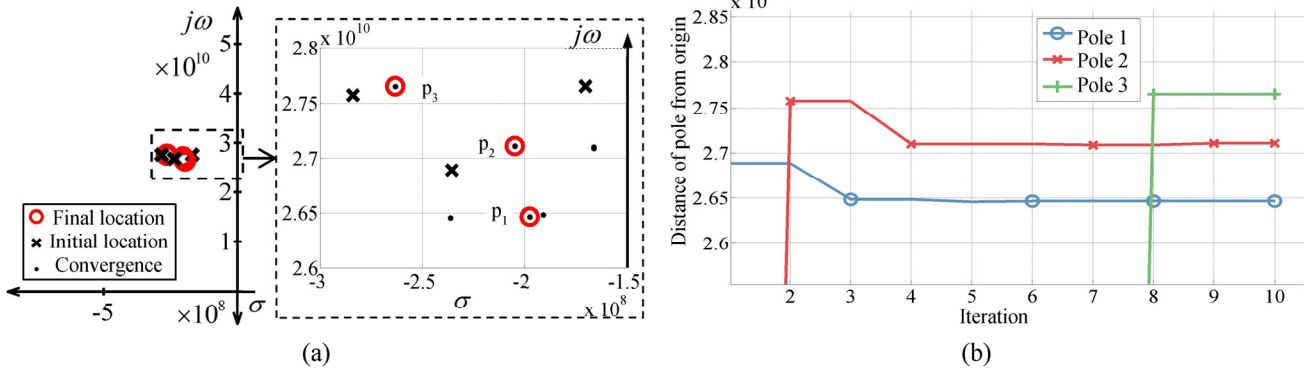 jω
×10^10
5
4
3
2
1
-5
×10^8
σ
Final location
Initial location
Convergence
x 10^10
jω
2.8
2.75
2.7
2.65
2.6
p3
p2
p1
-3
-2.5
-2
-1.5
σ
x 10^8
(a)
2.85
2.8
2.75
2.7
2.65
2.6
Distance of pole from origin
Pole 1
Pole 2
Pole 3
2
3
4
5
6
7
8
9
10
Iteration
(b)